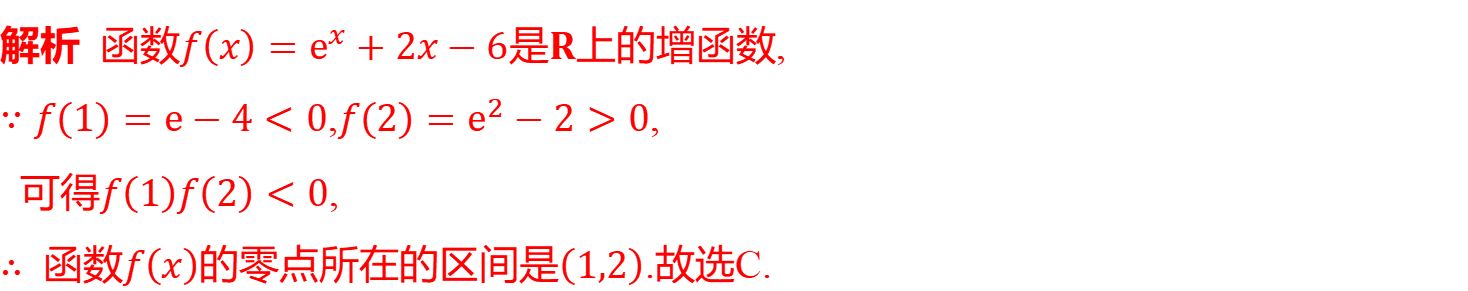 解析 函数f(x) = eˣ + 2x − 6是R上的增函数,
∵ f(1) = e − 4 < 0,f(2) = e² − 2 > 0,
可得f(1)f(2) < 0,
∴ 函数f(x)的零点所在的区间是(1,2).故选C.